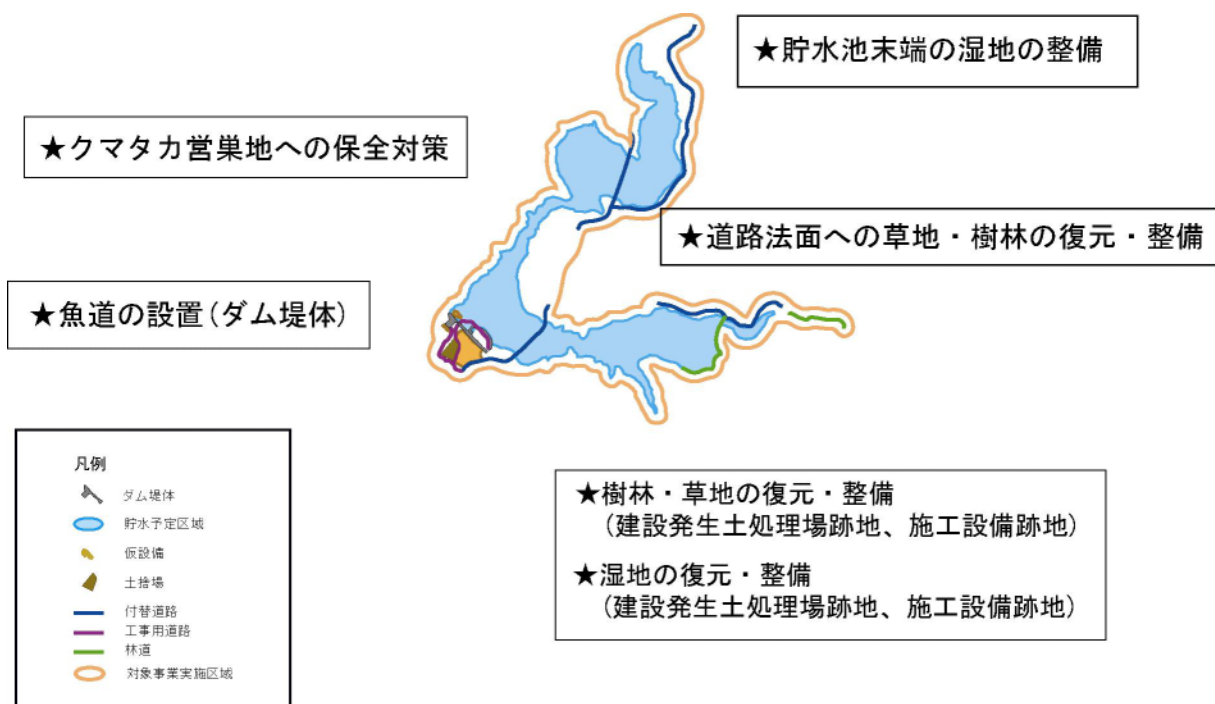 ★貯水池末端の湿地の整備
★クマタカ営巣地への保全対策
★道路法面への草地・樹林の復元・整備
★魚道の設置(ダム堤体)
凡例
ダム堤体
貯水予定区域
仮設備
土捨場
付替道路
工事用道路
林道
対象事業実施区域
★樹林・草地の復元・整備
(建設発生土処理場跡地、施工設備跡地)
★湿地の復元・整備
(建設発生土処理場跡地、施工設備跡地)